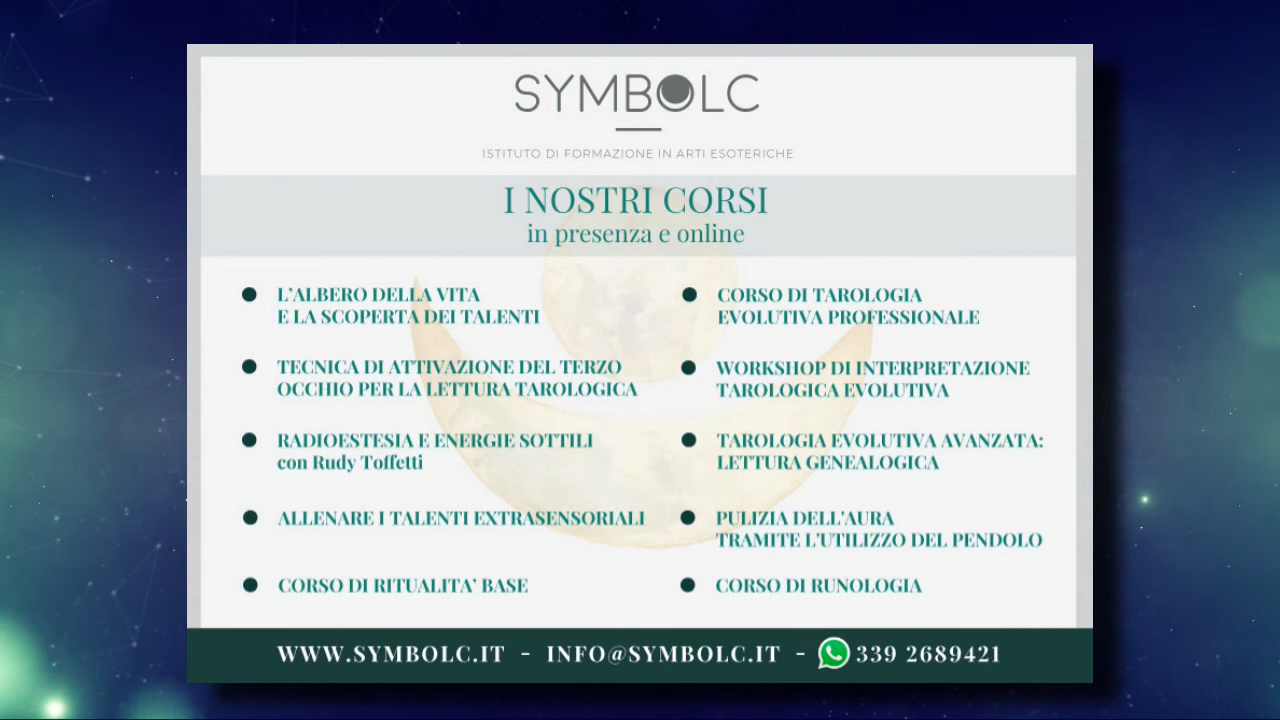 SYMBOLC
ISTITUTO DI FORMAZIONE IN ARTI ESOTERICHE
I NOSTRI CORSI
in presenza e online
L'ALBERO DELLA VITA
E LA SCOPERTA DEI TALENTI
TECNICA DI ATTIVAZIONE DEL TERZO
OCCHIO PER LA LETTURA TAROLOGICA
RADIOESTESIA E ENERGIE SOTTILI
con Rudy Toffetti
ALLENARE I TALENTI EXTRASENSORIALI
CORSO DI RITUALITA' BASE
CORSO DI TAROLOGIA
EVOLUTIVA PROFESSIONALE
WORKSHOP DI INTERPRETAZIONE
TAROLOGICA EVOLUTIVA
TAROLOGIA EVOLUTIVA AVANZATA:
LETTURA GENEALOGICA
PULIZIA DELL'AURA
TRAMITE L'UTILIZZO DEL PENDOLO
CORSO DI RUNOLOGIA
WWW.SYMBOLC.IT - INFO@SYMBOLC.IT - 339 2689421